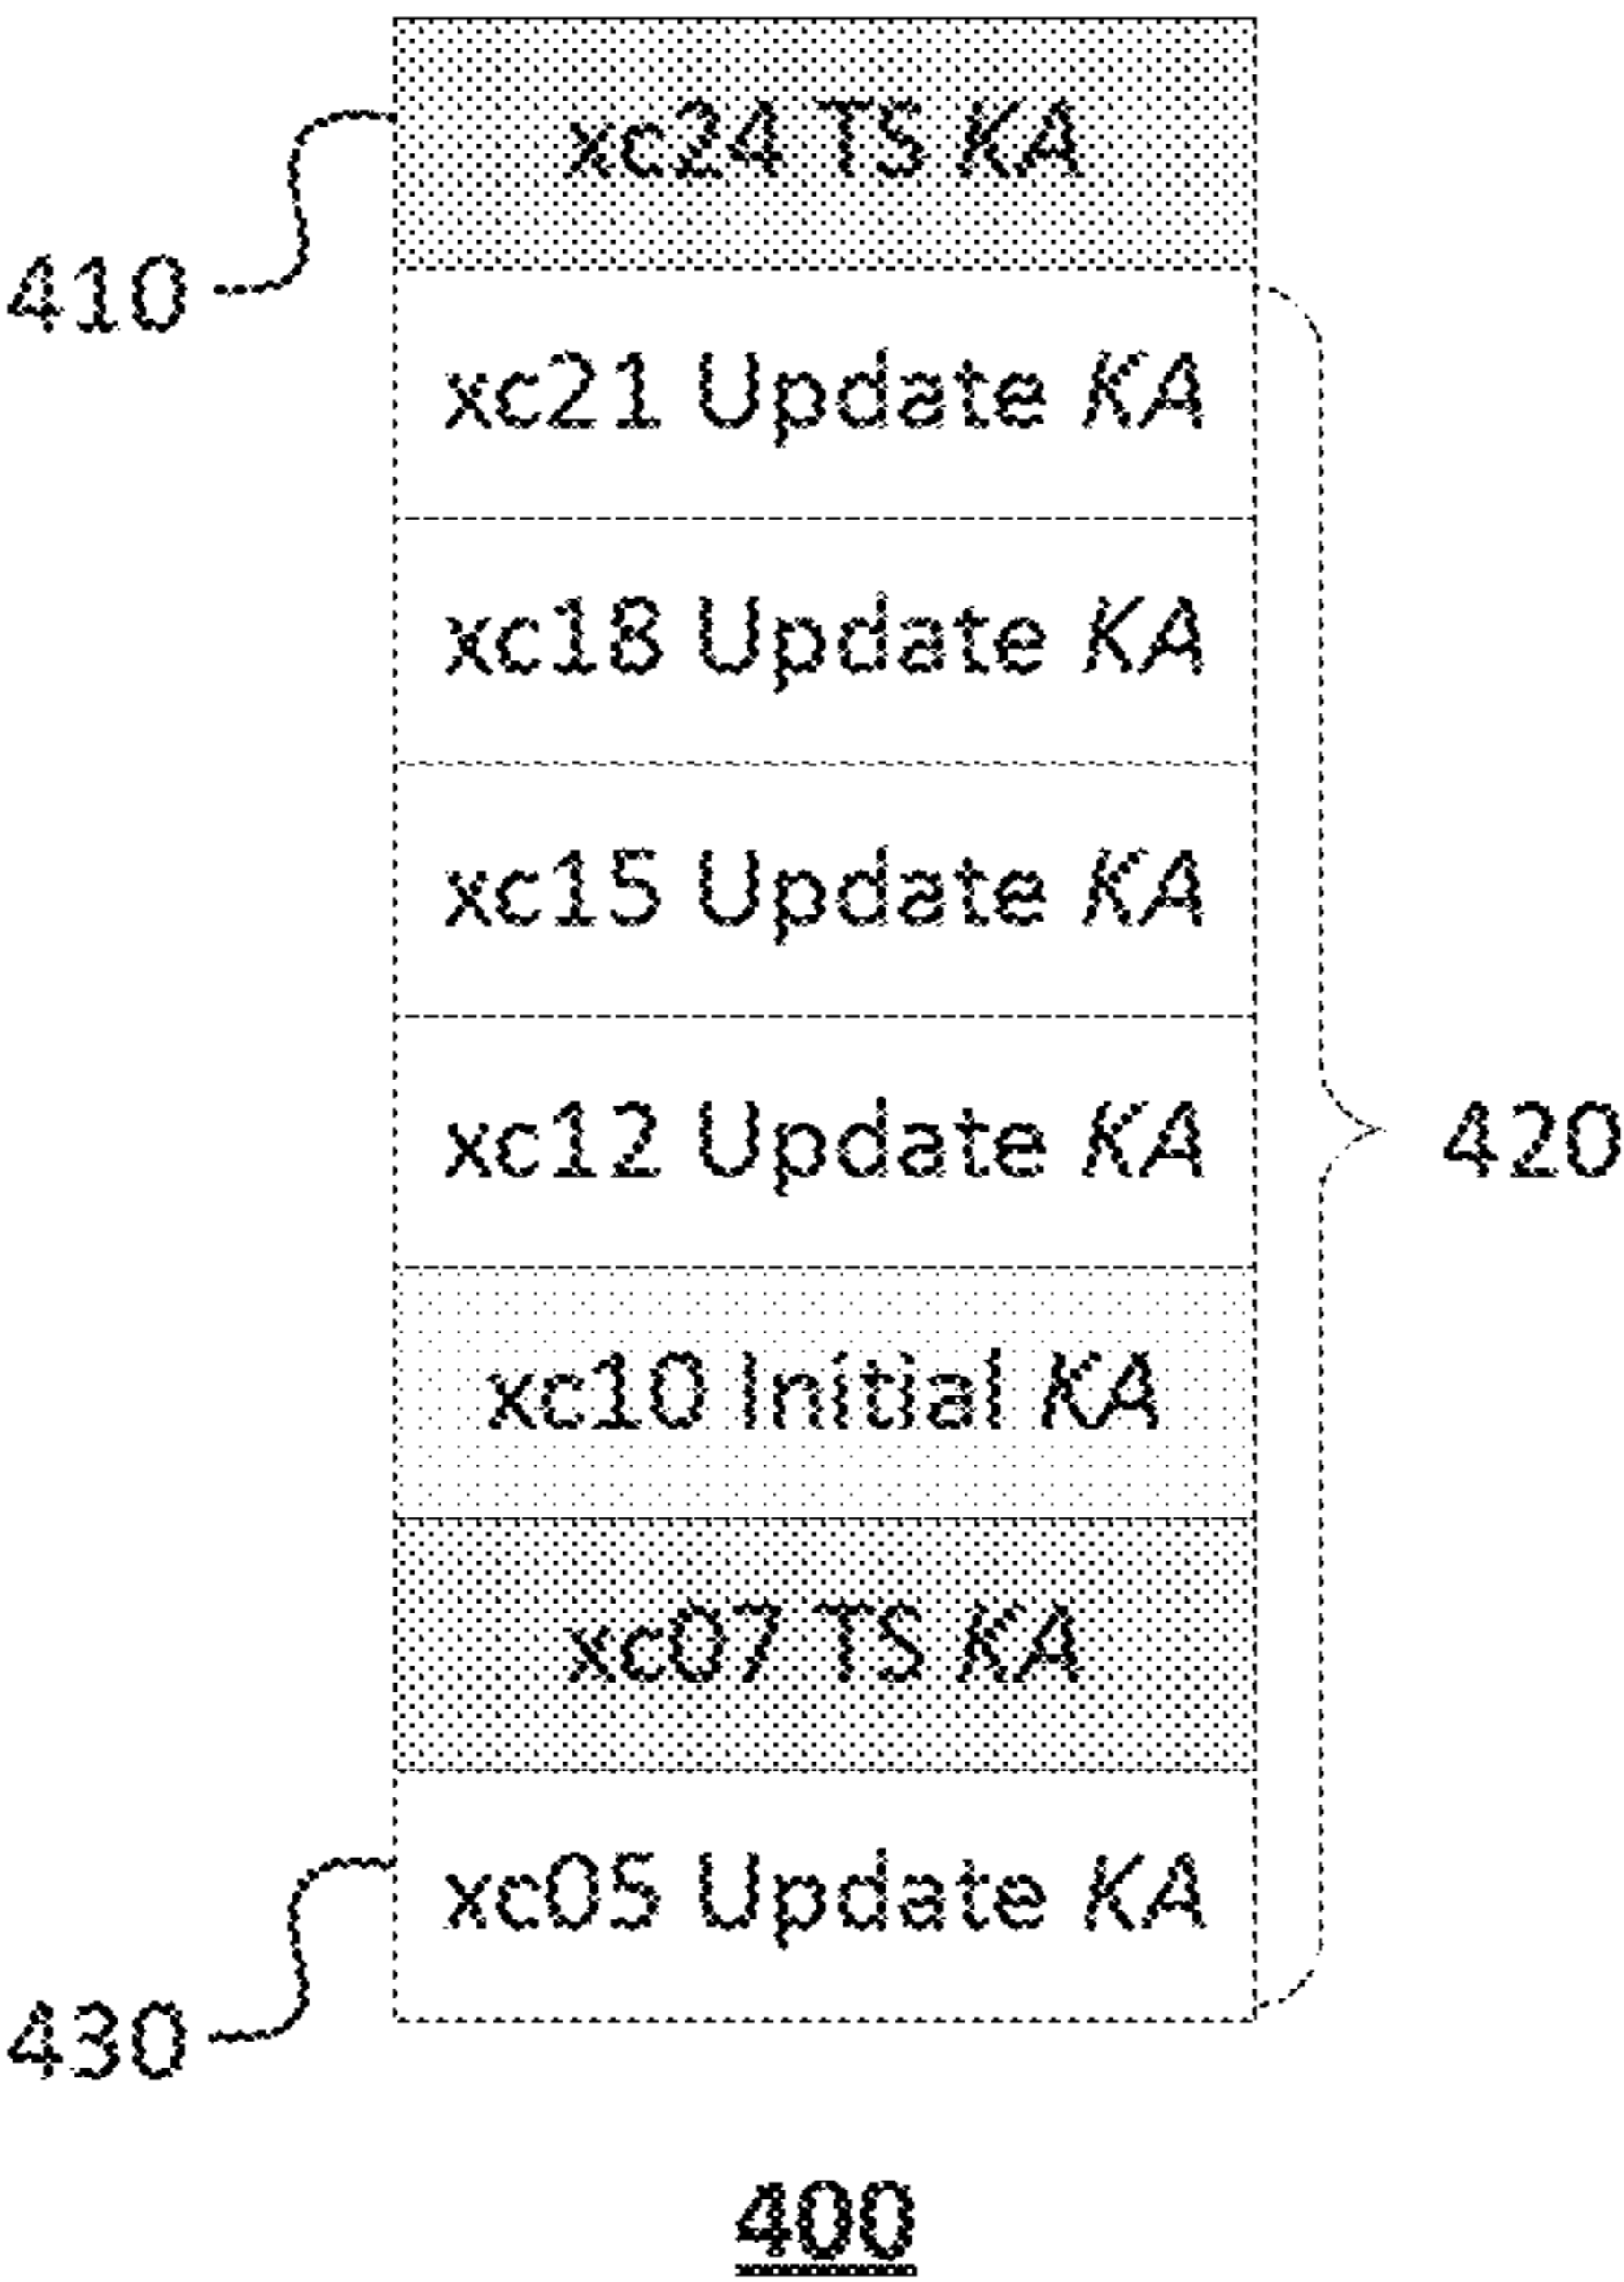 xc24 TS KA
410
xc21 Update KA
xc18 Update KA
xc15 Update KA
xc12 Update KA
420
xc10 Initial KA
xc07 TS KA
xc05 Update KA
430
400